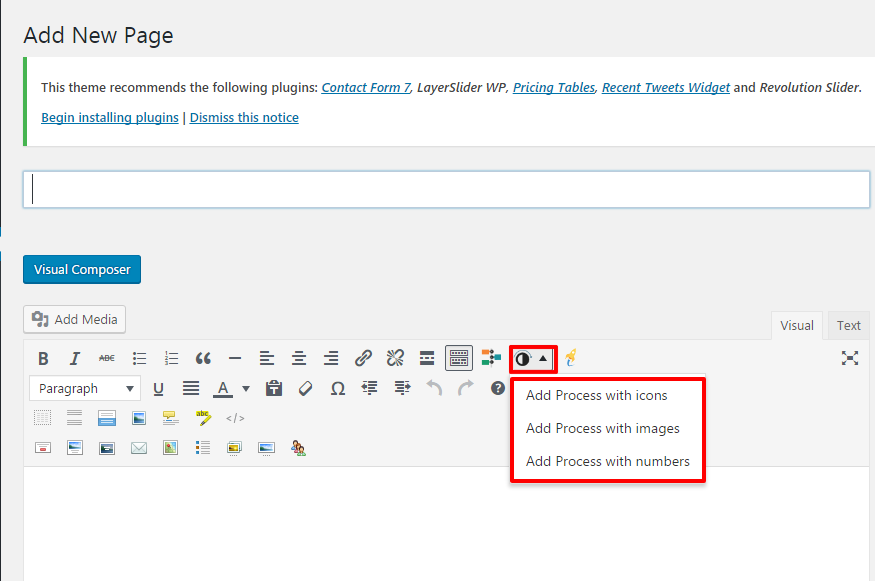 Add New Page
This theme recommends the following plugins: Contact Form 7, LayerSlider WP, Pricing Tables, Recent Tweets Widget and Revolution Slider.
Begin installing plugins | Dismiss this notice
Visual Composer
Add Media
Visual Text
B I ABC
Paragraph U A Ω ?
Add Process with icons
abc </>
Add Process with images
Add Process with numbers